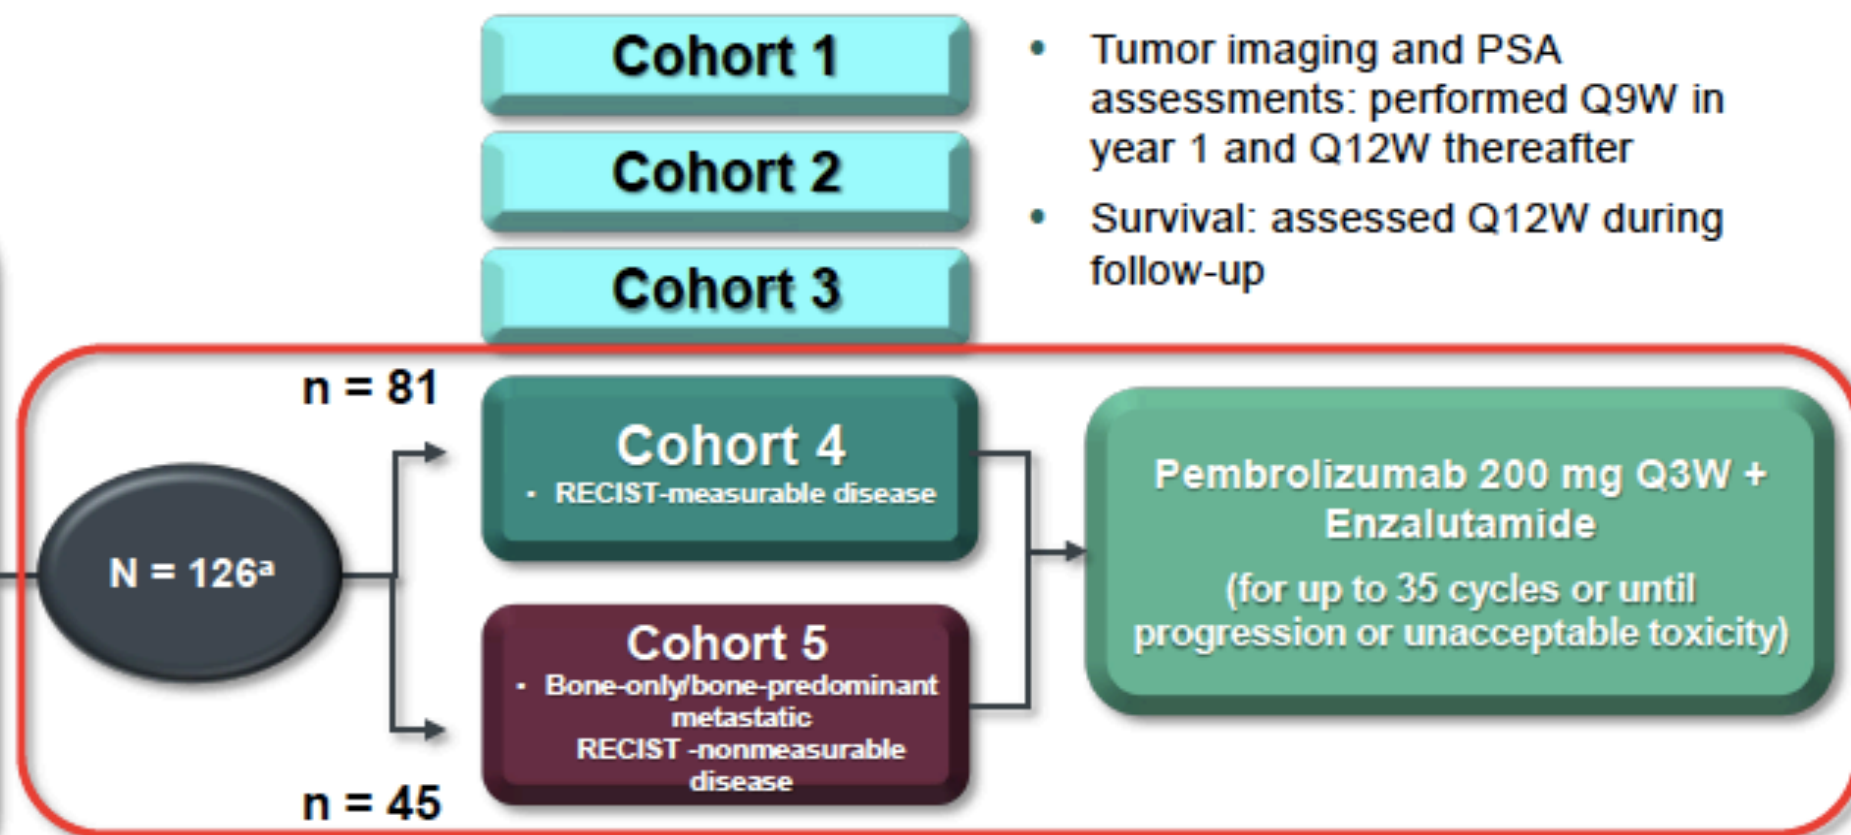 Cohort 1
Cohort 2
Cohort 3
• Tumor imaging and PSA
assessments: performed Q9W in
year 1 and Q12W thereafter
• Survival: assessed Q12W during
follow-up
n = 81
N = 126ᵃ
n = 45
Cohort 4
• RECIST-measurable disease
Cohort 5
• Bone-only/bone-predominant
metastatic
RECIST -nonmeasurable
disease
Pembrolizumab 200 mg Q3W +
Enzalutamide
(for up to 35 cycles or until
progression or unacceptable toxicity)